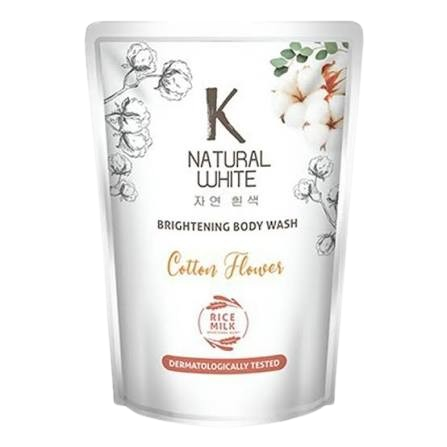 K
NATURAL
WHITE
자연 흰색
BRIGHTENING BODY WASH
Cotton Flower
RICE
MILK
DERMATOLOGICALLY TESTED